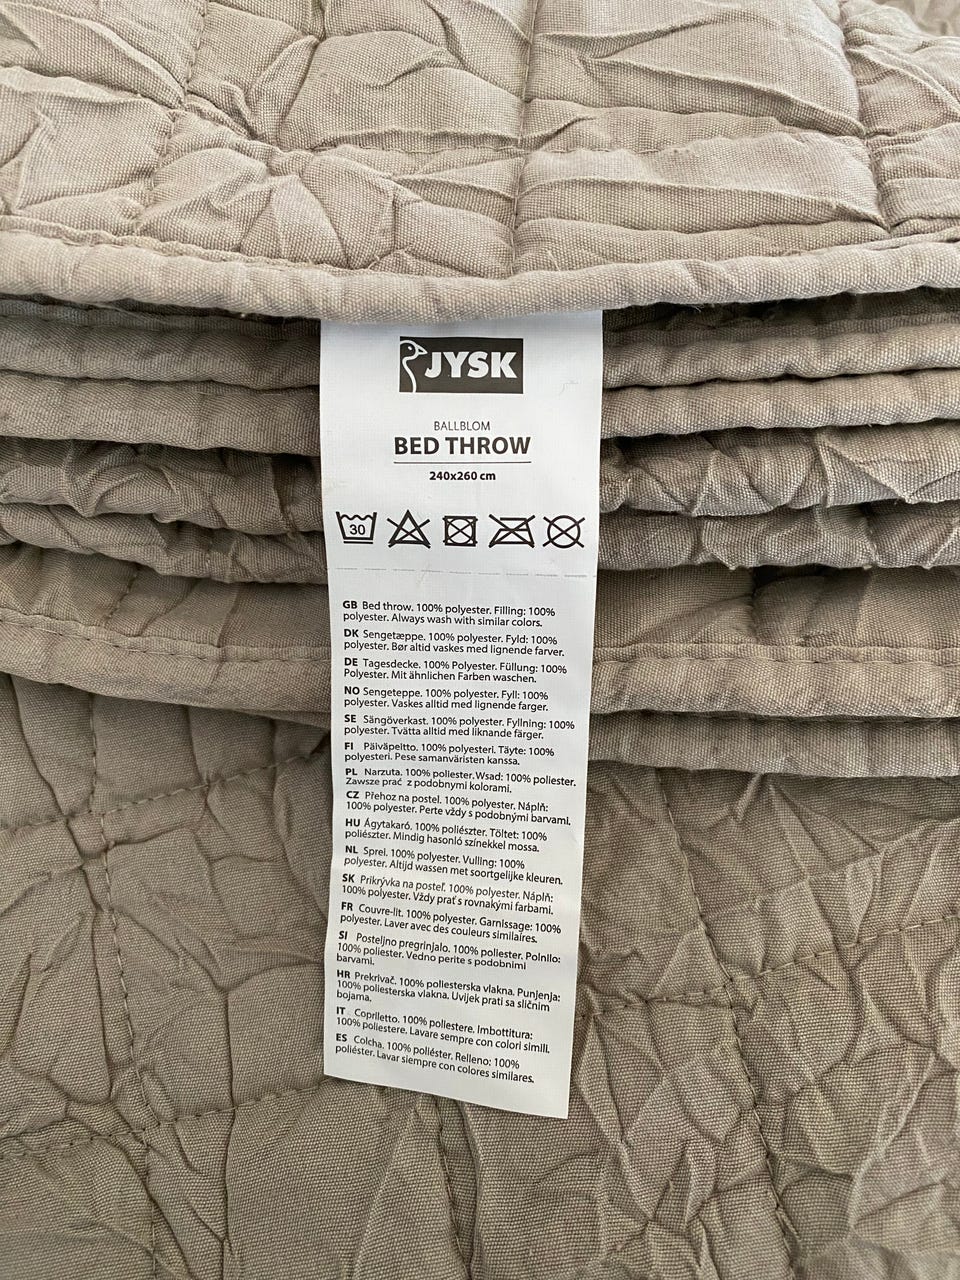 JYSK
BALLBLOM
BED THROW
240x260 cm
30
GB Bed throw. 100% polyester. Filling: 100%
polyester. Always wash with similar colors.
DK Sengetæppe. 100% polyester. Fyld: 100%
polyester. Bør altid vaskes med lignende farver.
DE Tagesdecke. 100% Polyester. Füllung: 100%
Polyester. Mit ähnlichen Farben waschen.
NO Sengeteppe. 100% polyester. Fyll: 100%
polyester. Vaskes alltid med lignende farger.
SE Sängöverkast. 100% polyester. Fyllning: 100%
polyester. Tvätta alltid med liknande färger.
FI Päiväpeitto. 100% polyesteri. Täyte: 100%
polyesteri. Pese samanväristen kanssa.
PL Narzuta. 100% poliester. Wsad: 100% poliester.
Zawsze prać z podobnymi kolorami.
CZ Přehoz na postel. 100% polyester. Náplň:
100% polyester. Perte vždy s podobnými barvami.
HU Ágytakaró. 100% poliészter. Töltet: 100%
poliészter. Mindig hasonló színekkel mossa.
NL Sprei. 100% polyester. Vulling: 100%
polyester. Altijd wassen met soortgelijke kleuren.
SK Prikrývka na posteľ. 100% polyester. Náplň:
100% polyester. Vždy prať s rovnakými farbami.
FR Couvre-lit. 100% polyester. Garnissage: 100%
polyester. Laver avec des couleurs similaires.
SI Posteljno pregrinjalo. 100% poliester. Polnilo:
100% poliester. Vedno perite s podobnimi
barvami.
HR Prekrivač. 100% poliesterska vlakna. Punjenja:
100% poliesterska vlakna. Uvijek prati sa sličnim
bojama.
IT Copriletto. 100% poliestere. Imbottitura:
100% poliestere. Lavare sempre con colori simili.
ES Colcha. 100% poliéster. Relleno: 100%
poliéster. Lavar siempre con colores similares.